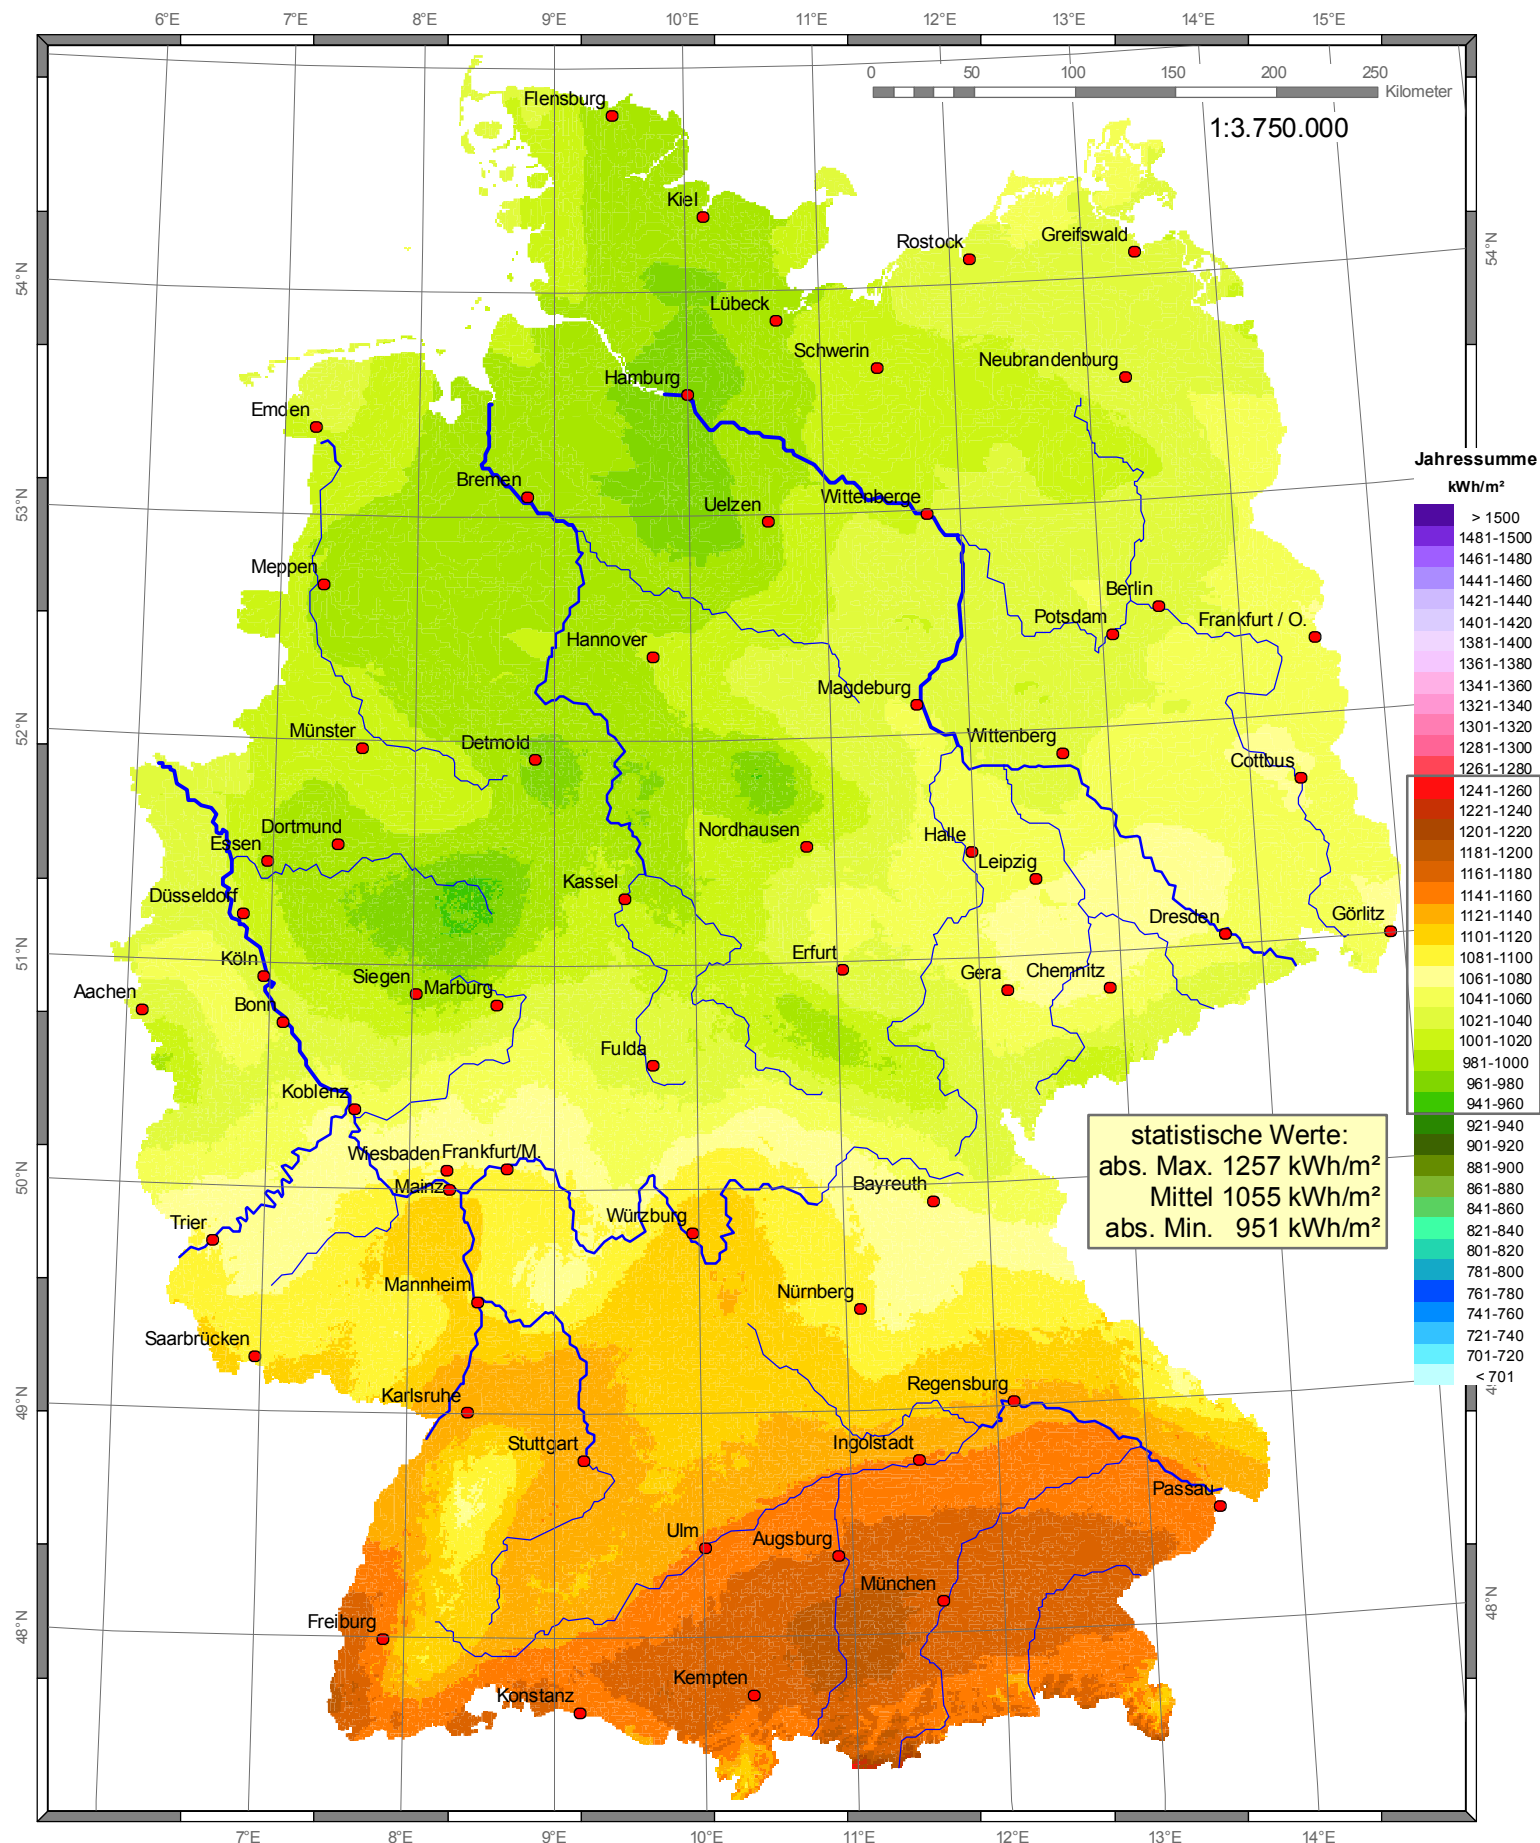 6°E 7°E 8°E 9°E 10°E 11°E 12°E 13°E 14°E 15°E
0 50 100 150 200 250
Kilometer
1:3.750.000
Flensburg
Kiel
Rostock
Greifswald
54°N
54°N
Lübeck
Schwerin
Neubrandenburg
Hamburg
Emden
Bremen
Uelzen
Wittenberge
53°N
Meppen
Berlin
Potsdam
Frankfurt / O.
Hannover
Magdeburg
52°N
Münster
Detmold
Wittenberg
Cottbus
Dortmund
Essen
Nordhausen
Halle
Leipzig
Düsseldorf
Kassel
Dresden
Görlitz
51°N
Köln
Erfurt
Siegen
Marburg
Gera
Chemnitz
Aachen
Bonn
Fulda
Koblenz
Wiesbaden
Frankfurt/M.
Mainz
50°N
Bayreuth
Trier
Würzburg
Mannheim
Nürnberg
Saarbrücken
Karlsruhe
Regensburg
49°N
Stuttgart
Ingolstadt
Passau
Ulm
Augsburg
München
48°N
48°N
Freiburg
Kempten
Konstanz
Jahressumme
kWh/m²
> 1500
1481-1500
1461-1480
1441-1460
1421-1440
1401-1420
1381-1400
1361-1380
1341-1360
1321-1340
1301-1320
1281-1300
1261-1280
1241-1260
1221-1240
1201-1220
1181-1200
1161-1180
1141-1160
1121-1140
1101-1120
1081-1100
1061-1080
1041-1060
1021-1040
1001-1020
981-1000
961-980
941-960
921-940
901-920
881-900
861-880
841-860
821-840
801-820
781-800
761-780
741-760
721-740
701-720
< 701
statistische Werte:
abs. Max. 1257 kWh/m²
Mittel 1055 kWh/m²
abs. Min. 951 kWh/m²
7°E 8°E 9°E 10°E 11°E 12°E 13°E 14°E